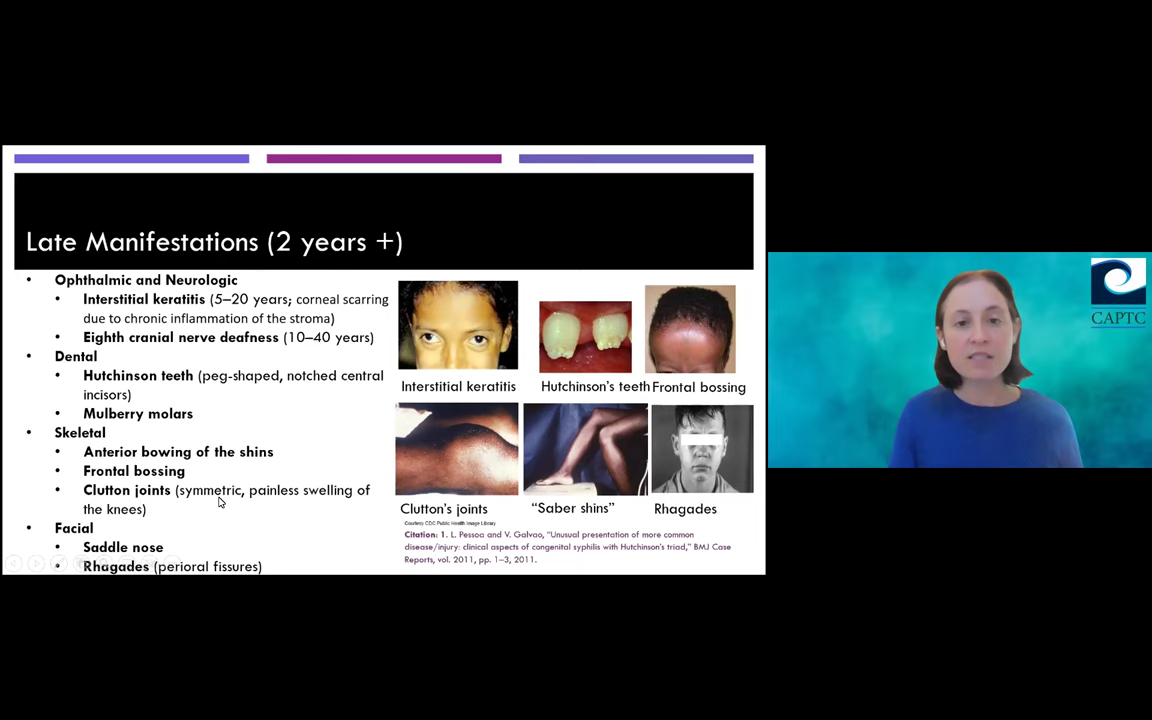 Late Manifestations (2 years +)
• Ophthalmic and Neurologic
• Interstitial keratitis (5–20 years; corneal scarring
due to chronic inflammation of the stroma)
• Eighth cranial nerve deafness (10–40 years)
• Dental
• Hutchinson teeth (peg-shaped, notched central
incisors)
• Mulberry molars
• Skeletal
• Anterior bowing of the shins
• Frontal bossing
• Clutton joints (symmetric, painless swelling of
the knees)
• Facial
• Saddle nose
• Rhagades (perioral fissures)
Interstitial keratitis
Hutchinson's teeth
Frontal bossing
Clutton's joints
"Saber shins"
Rhagades
Courtesy CDC Public Health Image Library
Citation: 1. L. Pessoa and V. Galvao, "Unusual presentation of more common
disease/injury: clinical aspects of congenital syphilis with Hutchinson's triad," BMJ Case
Reports, vol. 2011, pp. 1–3, 2011.
CAPTC